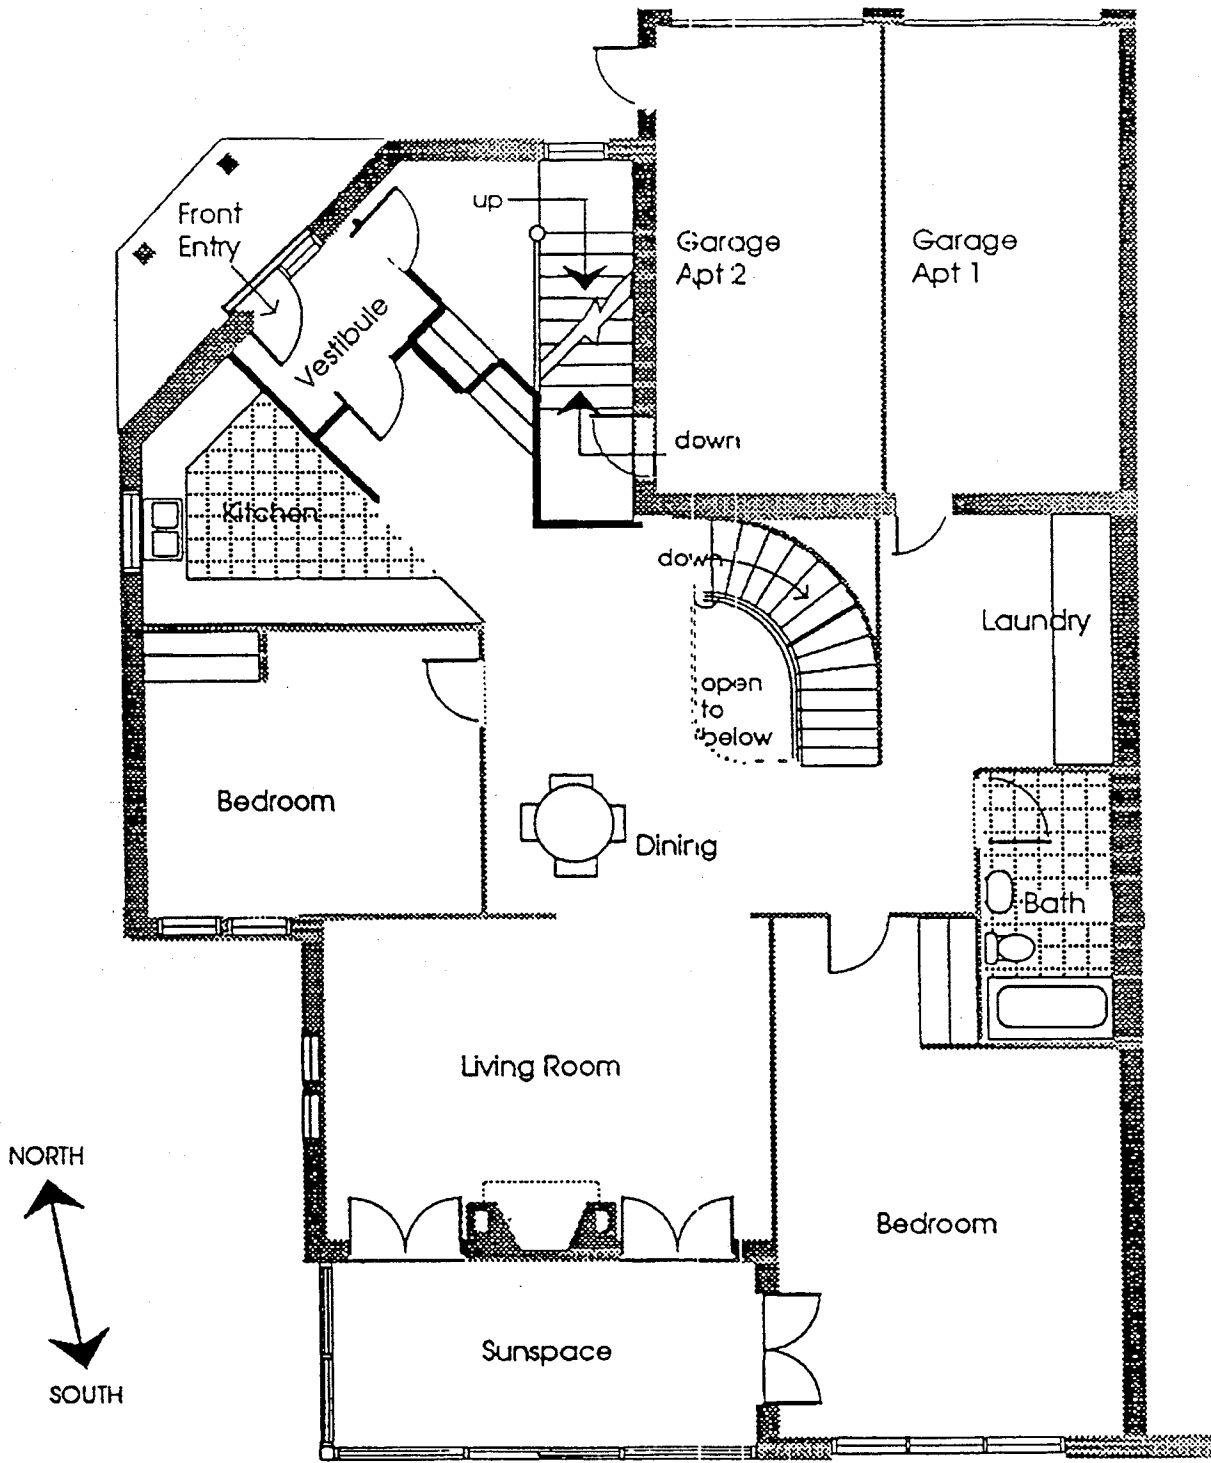 Front
Entry
up
Garage
Apt 2
Garage
Apt 1
Vestibule
down
Kitchen
down
Laundry
open
to
below
Bedroom
Dining
Bath
Living Room
NORTH
Bedroom
Sunspace
SOUTH